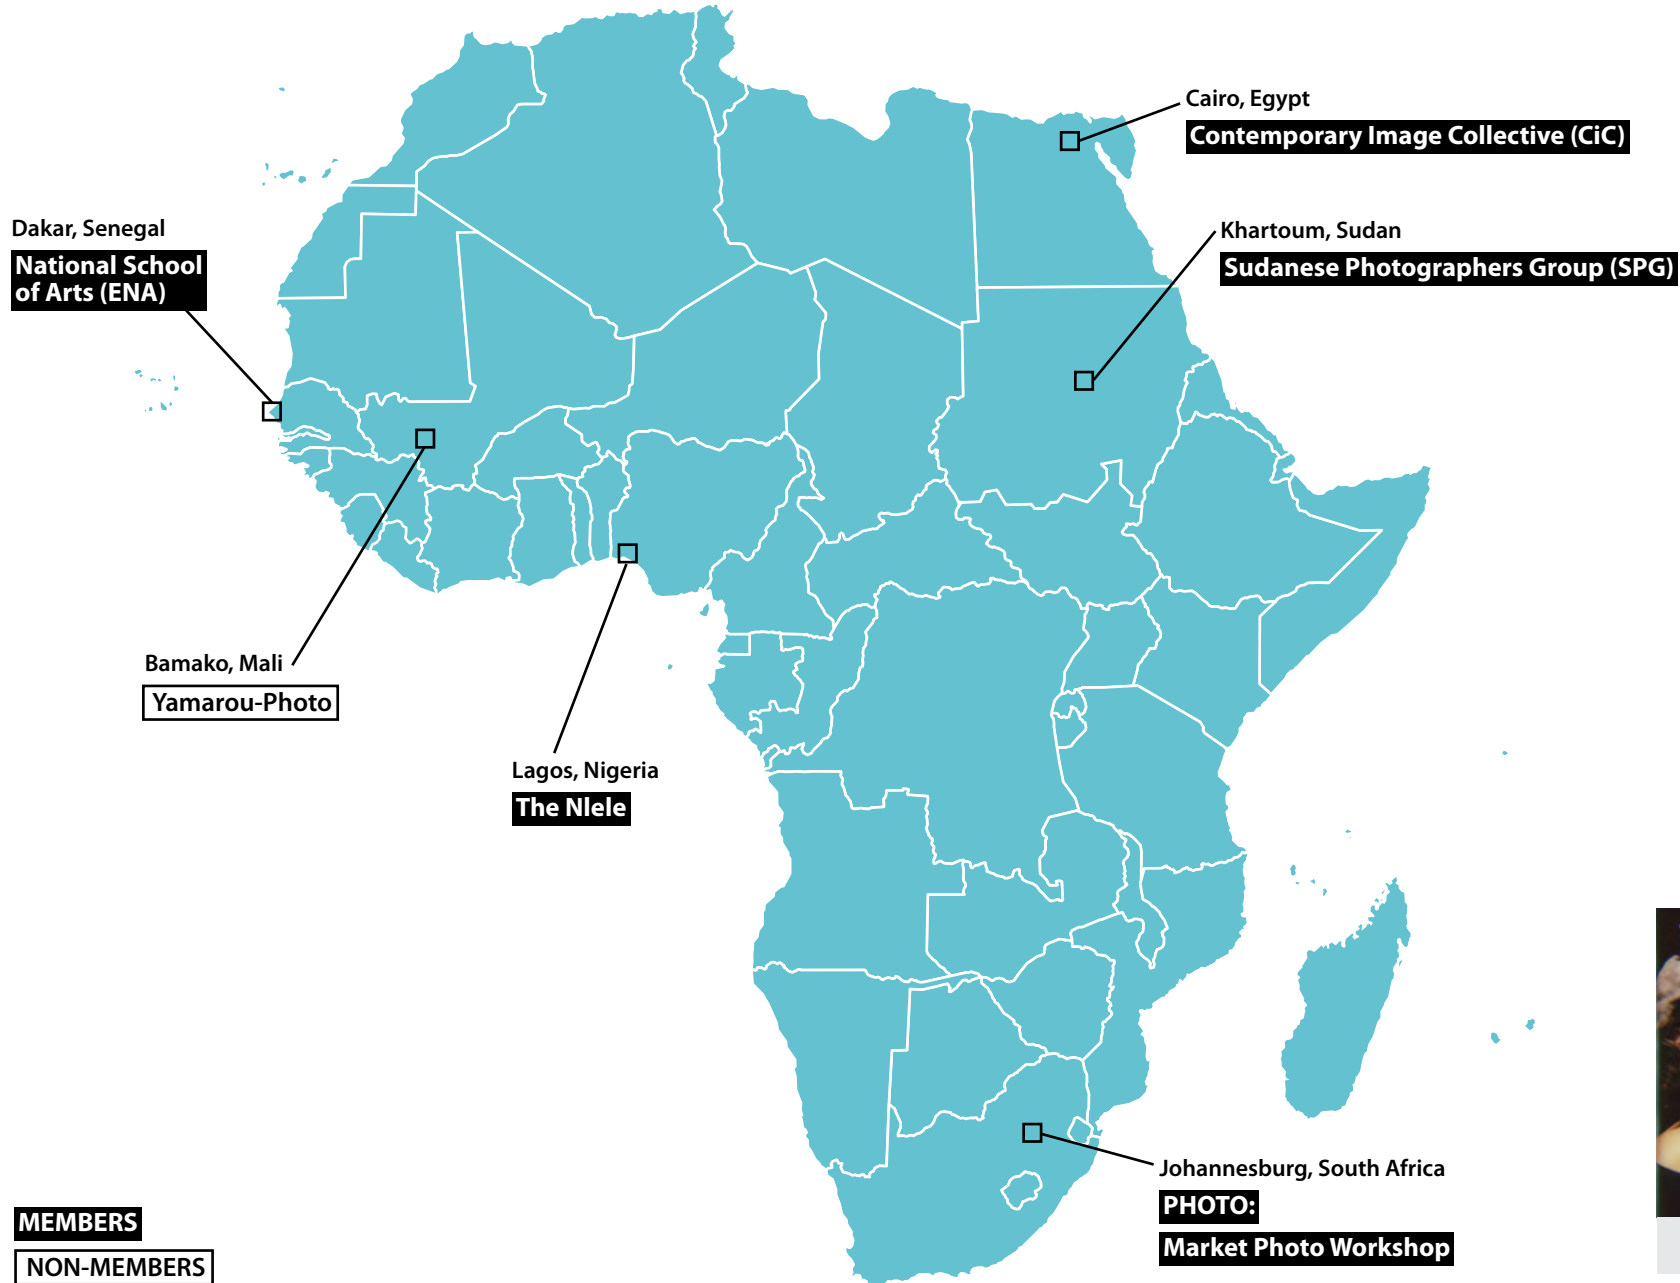 Cairo, Egypt
Contemporary Image Collective (CiC)
Khartoum, Sudan
Sudanese Photographers Group (SPG)
Dakar, Senegal
National School
of Arts (ENA)
Bamako, Mali
Yamarou-Photo
Lagos, Nigeria
The Nlele
Johannesburg, South Africa
PHOTO:
Market Photo Workshop
MEMBERS
NON-MEMBERS